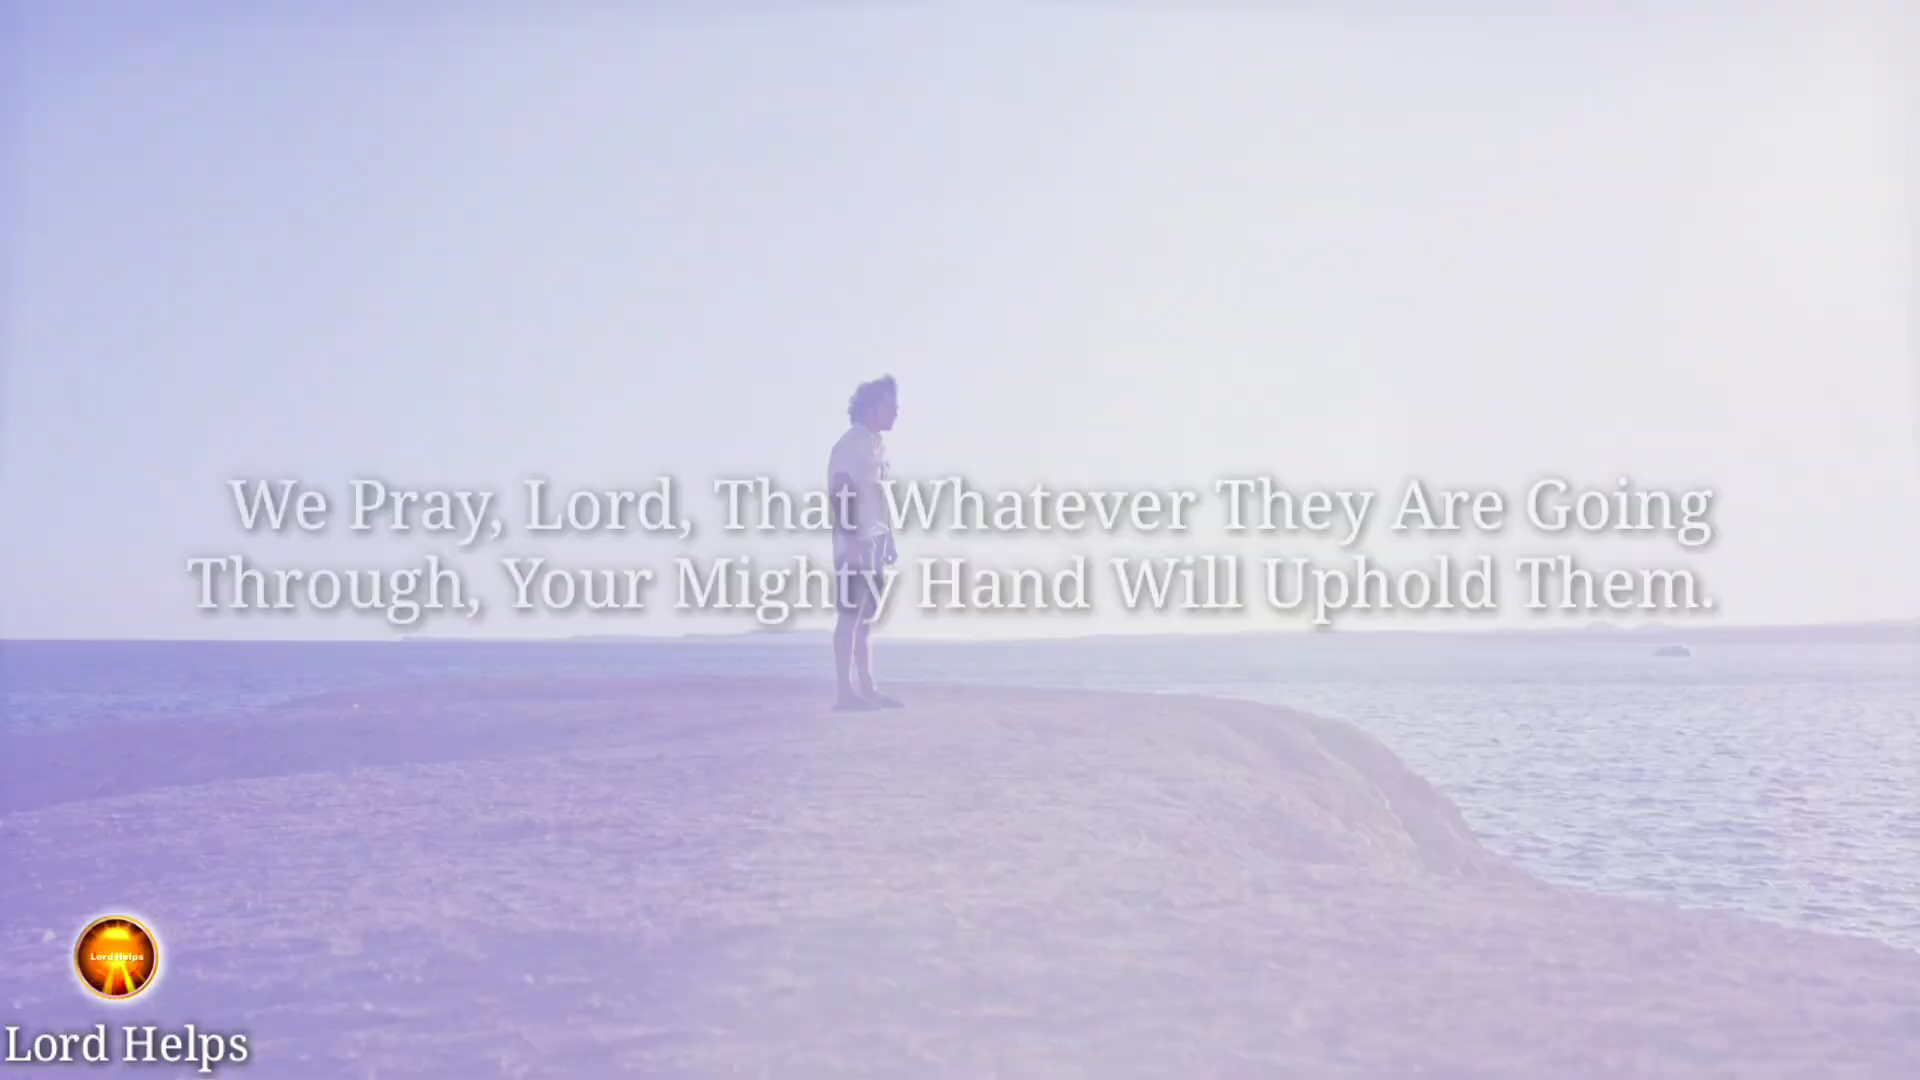 We Pray, Lord, That Whatever They Are Going
Through, Your Mighty Hand Will Uphold Them.
Lord Helps
Lord Helps